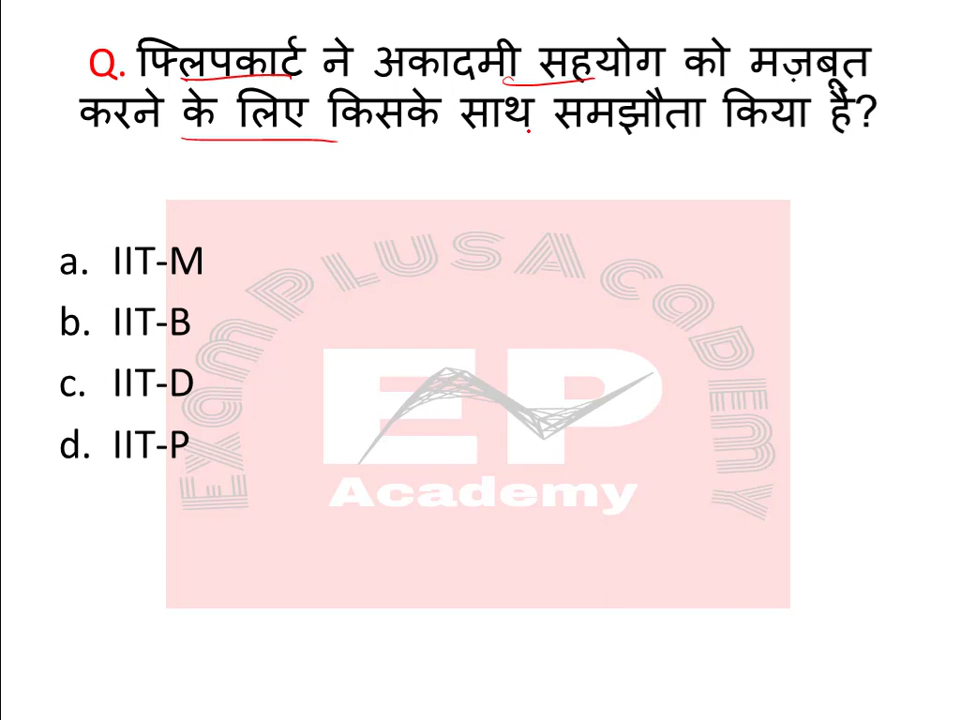 Q. फ्लिपकार्ट ने अकादमी सहयोग को मज़बूत
करने के लिए किसके साथ समझौता किया है?
a. IIT-M
b. IIT-B
c. IIT-D
d. IIT-P
ExamPLUSAcaDEMY
EP
Academy